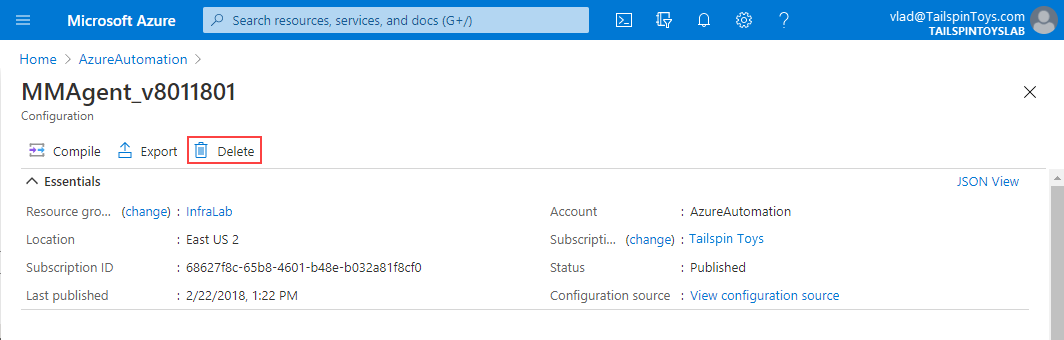 Microsoft Azure
Search resources, services, and docs (G+/)
vlad@TailspinToys.com
TAILSPINTOYSLAB
Home > AzureAutomation >
MMAgent_v8011801
Configuration
Compile Export Delete
Essentials JSON View
Resource gro... (change) : InfraLab
Account : AzureAutomation
Location : East US 2
Subscripti... (change) : Tailspin Toys
Subscription ID : 68627f8c-65b8-4601-b48e-b032a81f8cf0
Status : Published
Last published : 2/22/2018, 1:22 PM
Configuration source : View configuration source